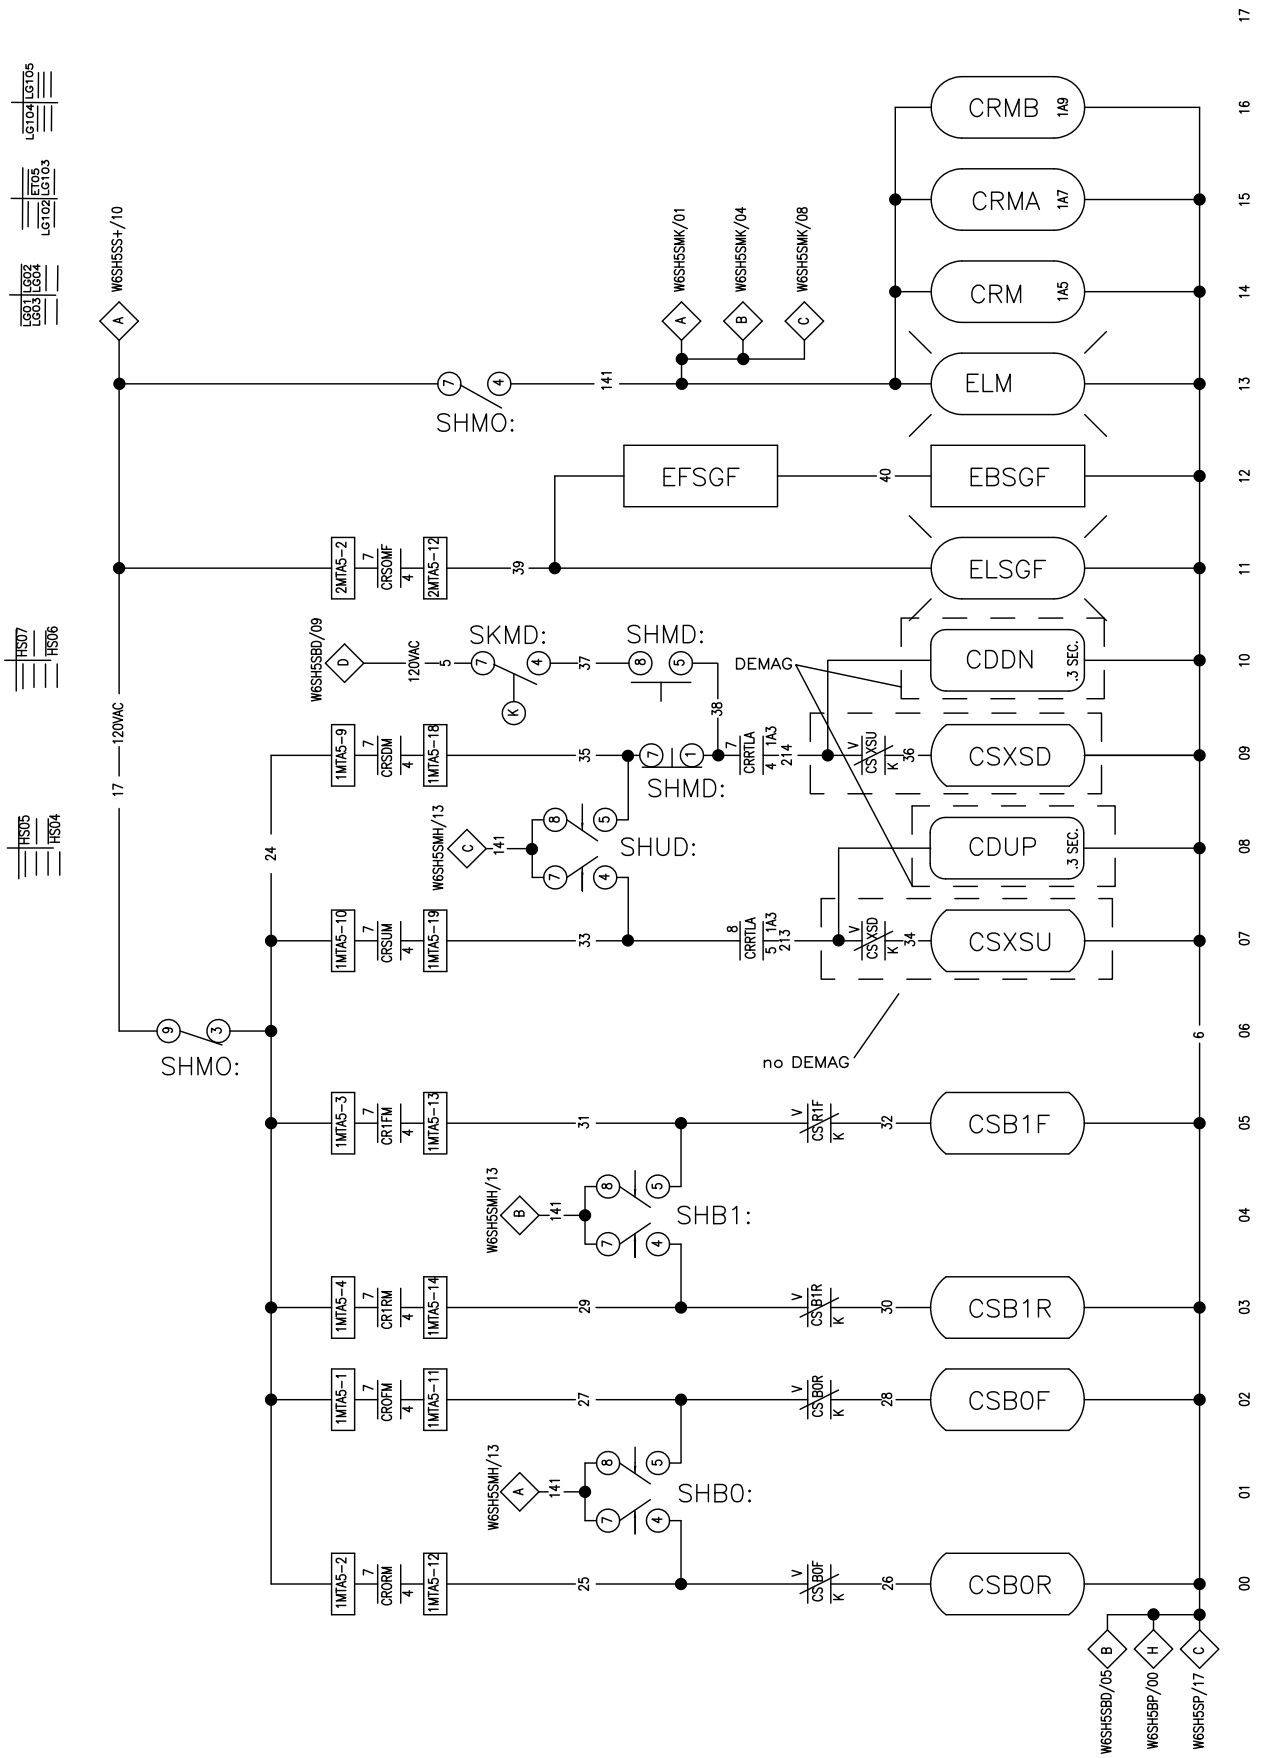 17
16
15
14
13
12
11
10
09
08
07
06
05
04
03
02
01
00
LG104 LG105
ET05
LG102 LG103
LG01 LG02
LG03 LG04
HS07
HS06
HS05
HS04
A
W6SH5SS+/10
17
120VAC
SHMO:
7
4
141
A
W6SH5SMK/01
B
W6SH5SMK/04
C
W6SH5SMK/08
CRMB
1A9
CRMA
1A7
CRM
1A5
ELM
EFSGF
40
EBSGF
2MTA5-2
7
CRSOMF
4
2MTA5-12
39
ELSGF
W6SH5SBD/09
D
120VAC
5
SKMD:
7
4
K
37
SHMD:
8
5
38
DEMAG
CDDN
.3 SEC.
24
1MTA5-9
7
CRSDM
4
1MTA5-18
35
7
1
SHMD:
7
CRRTLA
4 1A3
214
V
CSXSU
K
36
CSXSD
W6SH5SMH/13
C
141
8
5
7
4
SHUD:
CDUP
.3 SEC.
1MTA5-10
7
CRSUM
4
1MTA5-19
33
8
CRRTLA
5 1A3
213
V
CSXSD
K
34
CSXSU
9
3
SHMO:
no DEMAG
6
1MTA5-3
7
CR1FM
4
1MTA5-13
31
V
CSR1F
K
32
CSB1F
W6SH5SMH/13
B
141
8
5
7
4
SHB1:
1MTA5-4
7
CR1RM
4
1MTA5-14
29
V
CSB1R
K
30
CSB1R
1MTA5-1
7
CROFM
4
1MTA5-11
27
V
CSB0R
K
28
CSB0F
W6SH5SMH/13
A
141
8
5
7
4
SHB0:
1MTA5-2
7
CRORM
4
1MTA5-12
25
V
CSB0F
K
26
CSB0R
W6SH5SBD/05
B
W6SH5BP/00
H
W6SH5SP/17
C